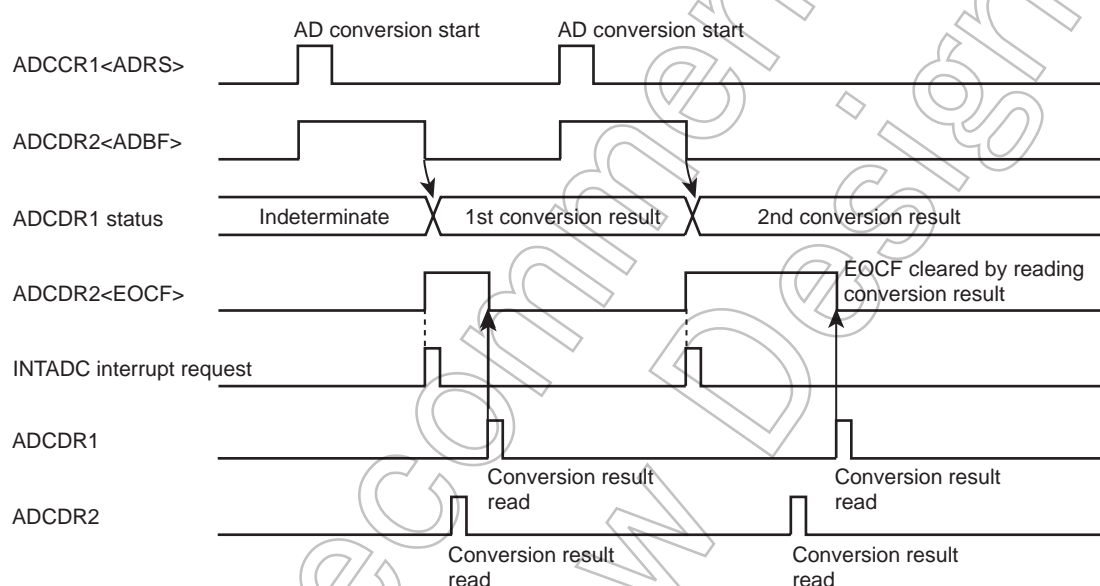 AD conversion start
AD conversion start
ADCCR1<ADRS>
ADCDR2<ADBF>
ADCDR1 status
Indeterminate
1st conversion result
2nd conversion result
ADCDR2<EOCF>
EOCF cleared by reading
conversion result
INTADC interrupt request
ADCDR1
Conversion result
read
Conversion result
read
ADCDR2
Conversion result
read
Conversion result
read